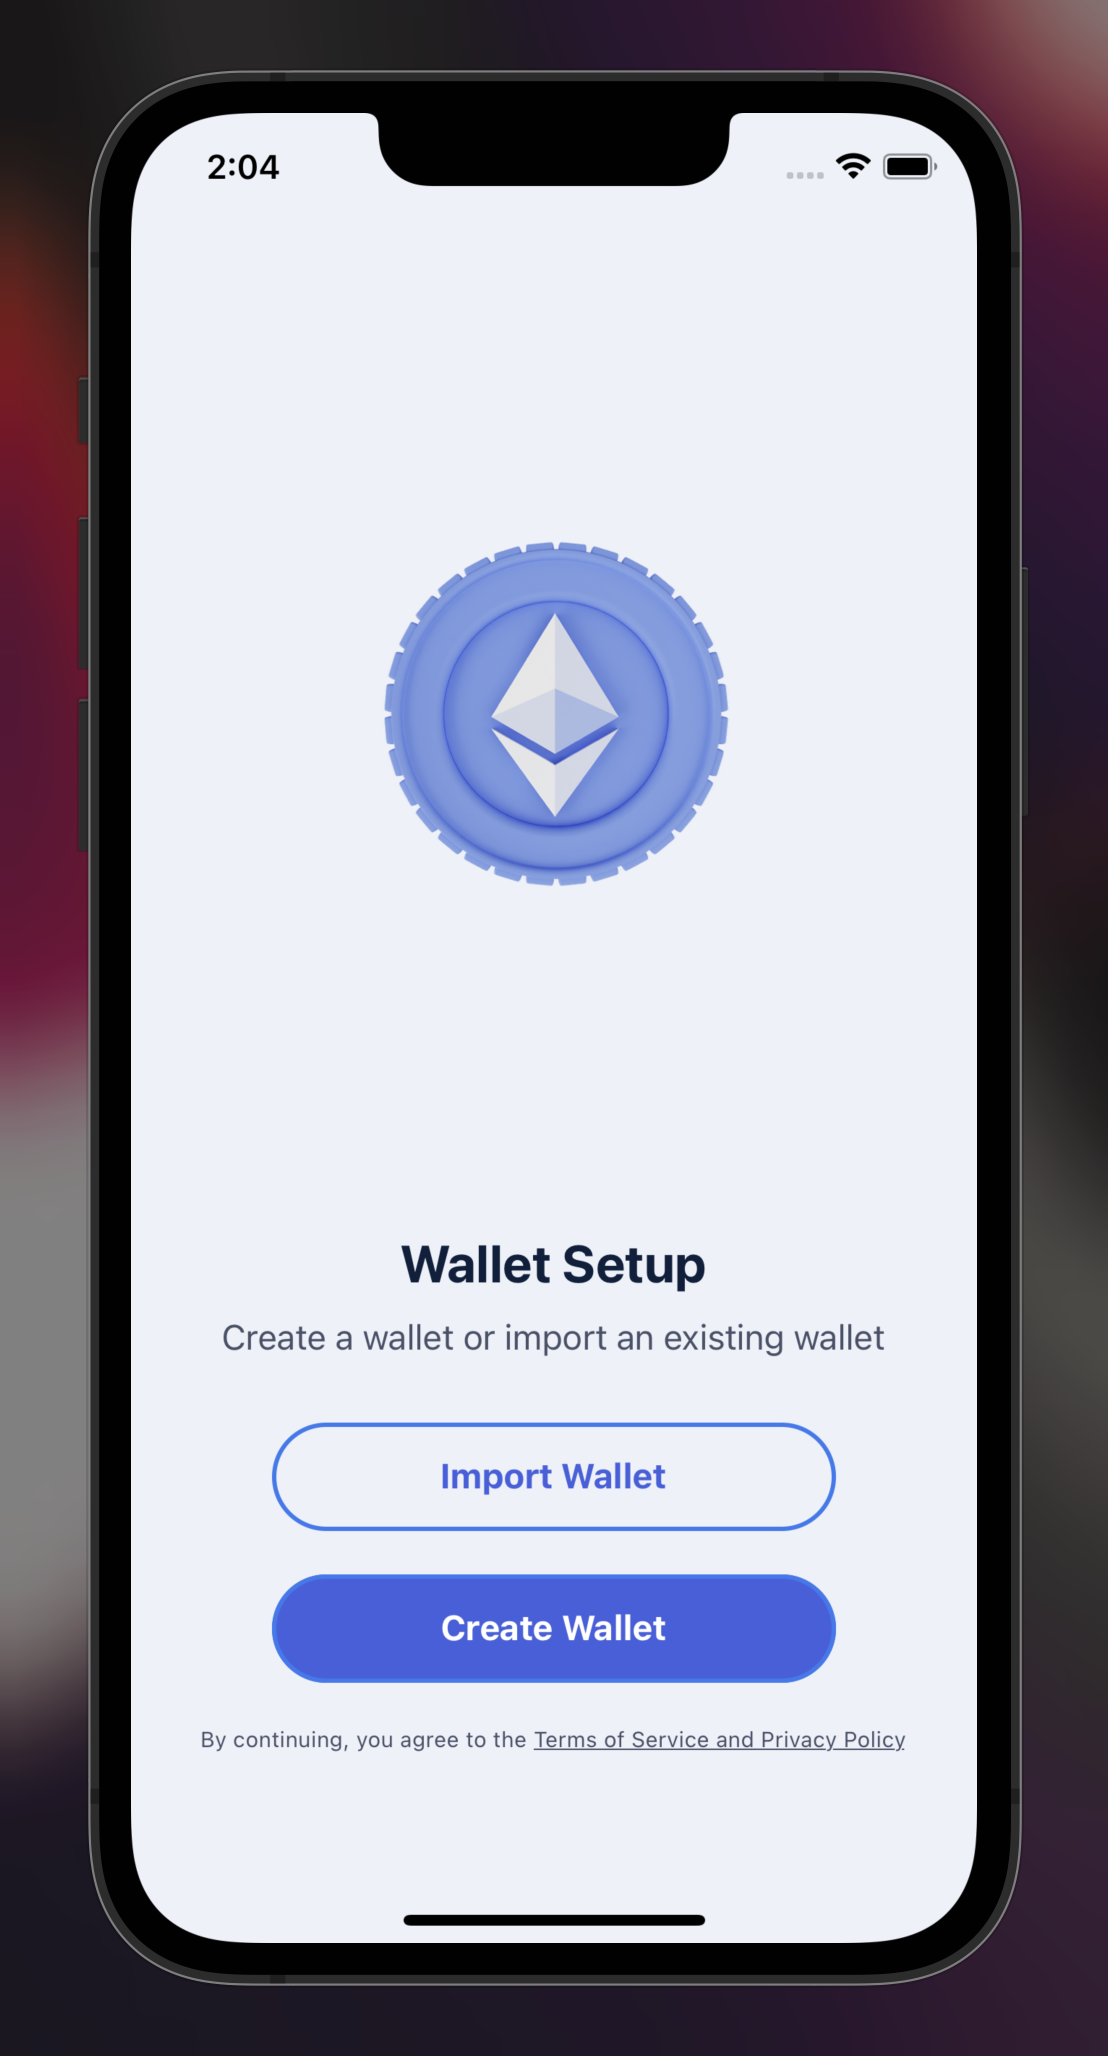 2:04
Wallet Setup
Create a wallet or import an existing wallet
Import Wallet
Create Wallet
By continuing, you agree to the Terms of Service and Privacy Policy